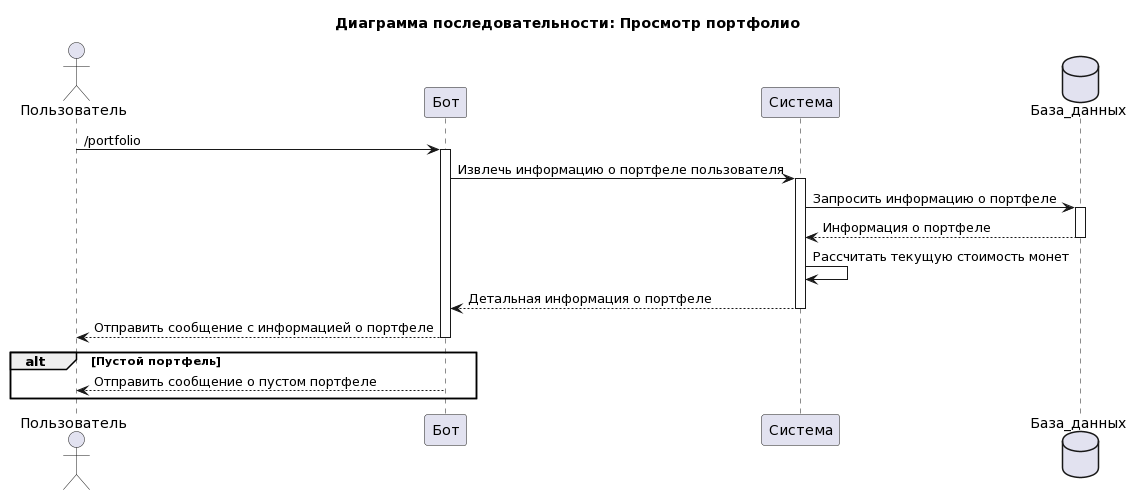 Диаграмма последовательности: Просмотр портфолио
Пользователь
Бот
Система
База_данных
/portfolio
Извлечь информацию о портфеле пользователя
Запросить информацию о портфеле
Информация о портфеле
Рассчитать текущую стоимость монет
Детальная информация о портфеле
Отправить сообщение с информацией о портфеле
alt [Пустой портфель]
Отправить сообщение о пустом портфеле
Пользователь
Бот
Система
База_данных